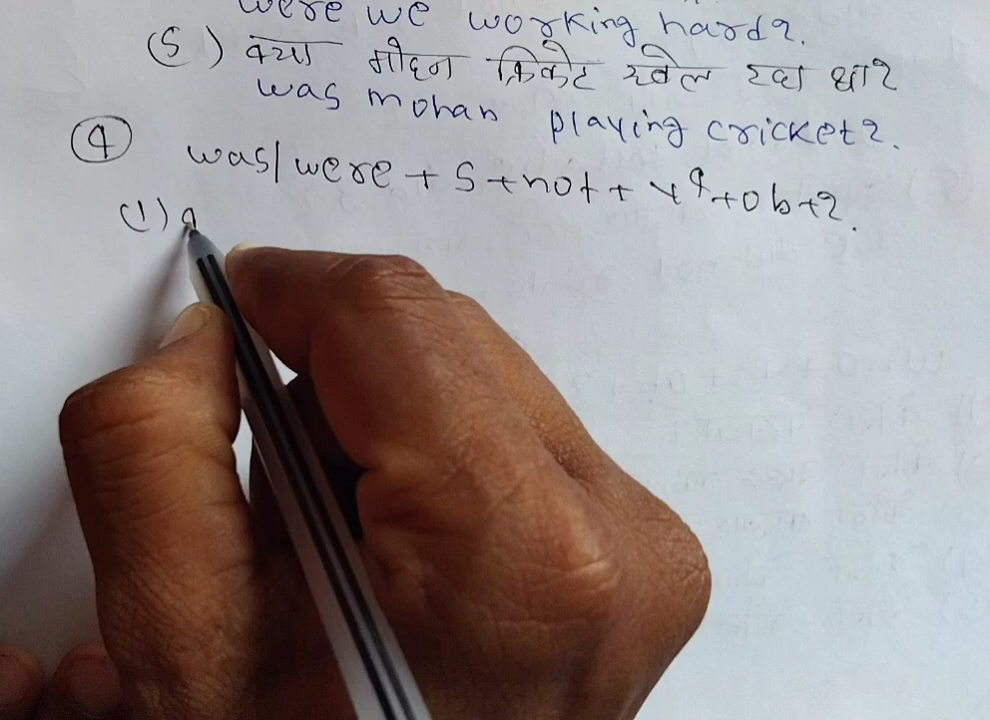 were we working hard?.
(5) क्या मोहन क्रिकेट खेल रहा था?
was mohan playing cricket?.
④ was/were + S + not + v⁴ + ob + ?.
(1)